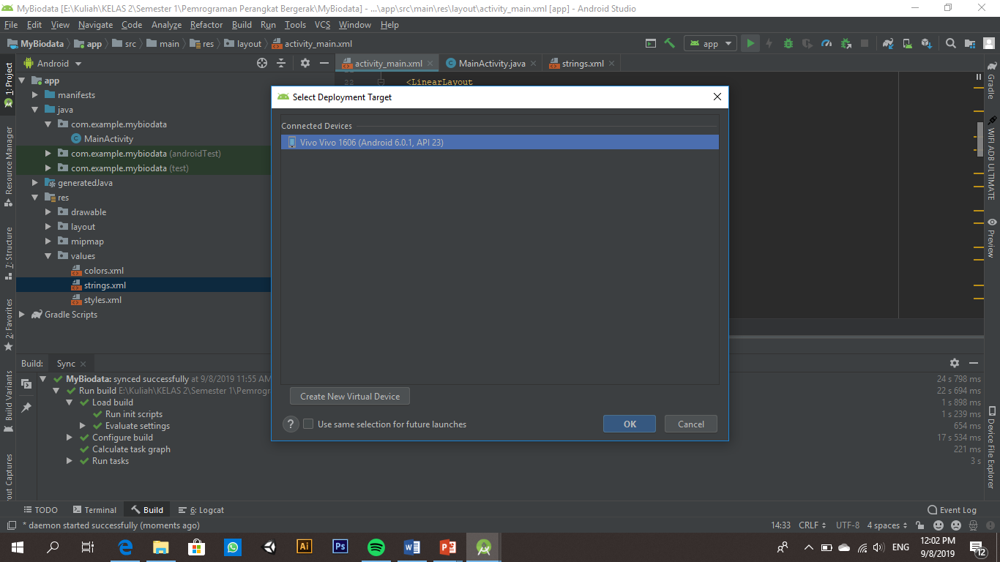 MyBiodata [E:\Kuliah\KELAS 2\Semester 1\Pemrograman Perangkat Bergerak\MyBiodata] - ...\app\src\main\res\layout\activity_main.xml [app] - Android Studio
File Edit View Navigate Code Analyze Refactor Build Run Tools VCS Window Help
MyBiodata app src main res layout activity_main.xml app
Android activity_main.xml MainActivity.java strings.xml
22 <LinearLayout
1: Project
Resource Manager
7: Structure
2: Favorites
Build Variants
out Captures
app
manifests
java
com.example.mybiodata
MainActivity
com.example.mybiodata (androidTest)
com.example.mybiodata (test)
generatedJava
res
drawable
layout
mipmap
values
colors.xml
strings.xml
styles.xml
Gradle Scripts
Select Deployment Target
Connected Devices
Vivo Vivo 1606 (Android 6.0.1, API 23)
Create New Virtual Device
? Use same selection for future launches OK Cancel
Gradle
WIFI ADB ULTIMATE
Preview
Device File Explorer
Build: Sync
MyBiodata: synced successfully at 9/8/2019 11:55 AM 24 s 798 ms
Run build E:\Kuliah\KELAS 2\Semester 1\Pemrogr 22 s 694 ms
Load build 1 s 898 ms
Run init scripts 1 s 239 ms
Evaluate settings 654 ms
Configure build 17 s 534 ms
Calculate task graph 221 ms
Run tasks 3 s
TODO Terminal Build 6: Logcat Event Log
* daemon started successfully (moments ago) 14:33 CRLF UTF-8 4 spaces
Ai Ps ENG 12:02 PM
9/8/2019 12